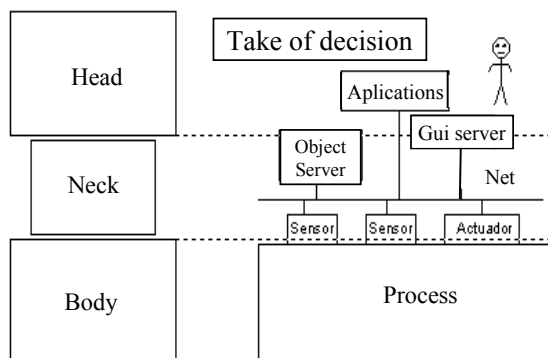 Take of decision
Head
Aplications
Gui server
Object
Server
Neck
Net
Sensor
Sensor
Actuador
Body
Process